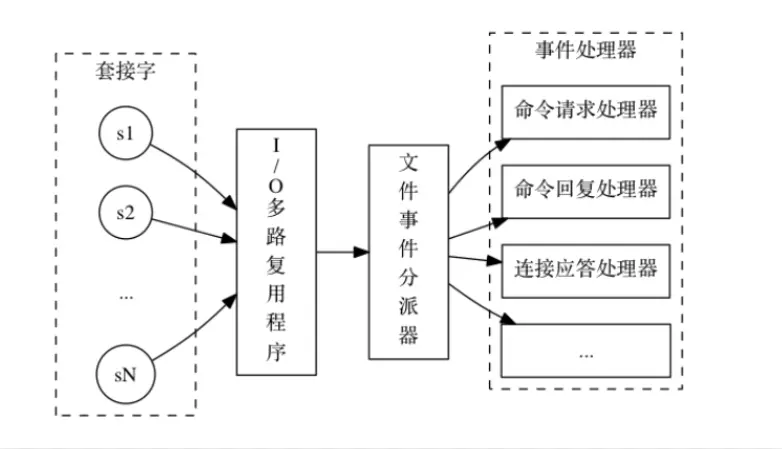 套接字
s1
s2
...
sN
I/O多路复用程序
文件事件分派器
事件处理器
命令请求处理器
命令回复处理器
连接应答处理器
...